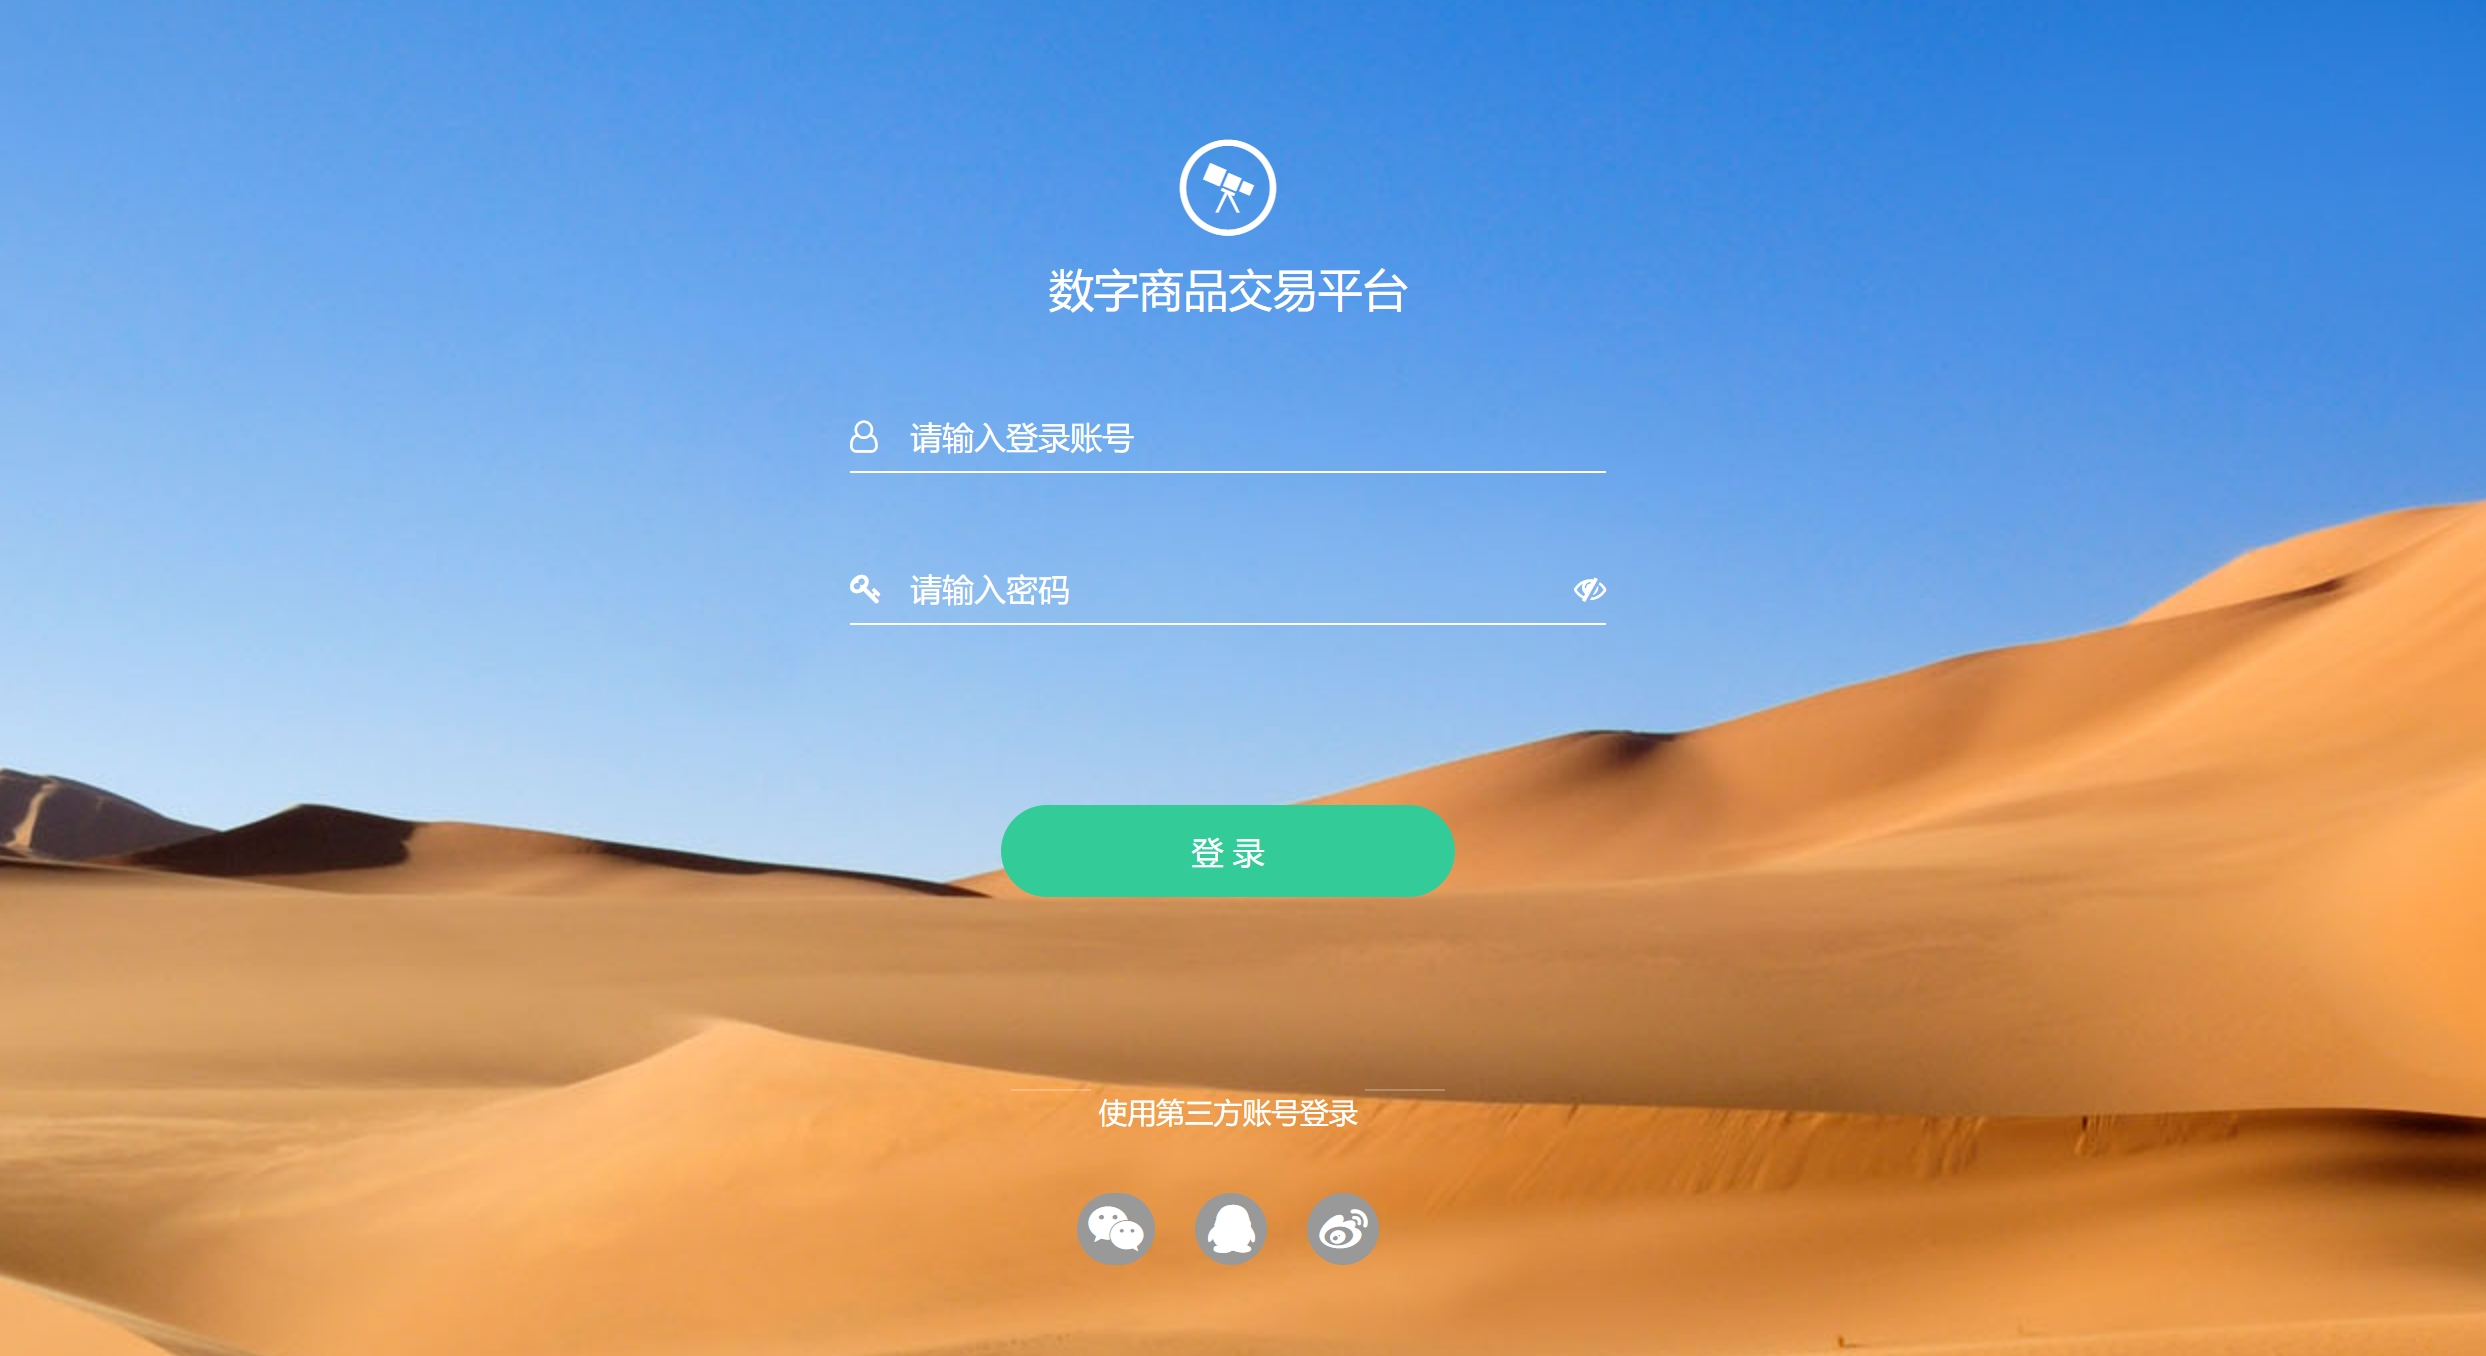 数字商品交易平台
请输入登录账号
请输入密码
登 录
使用第三方账号登录